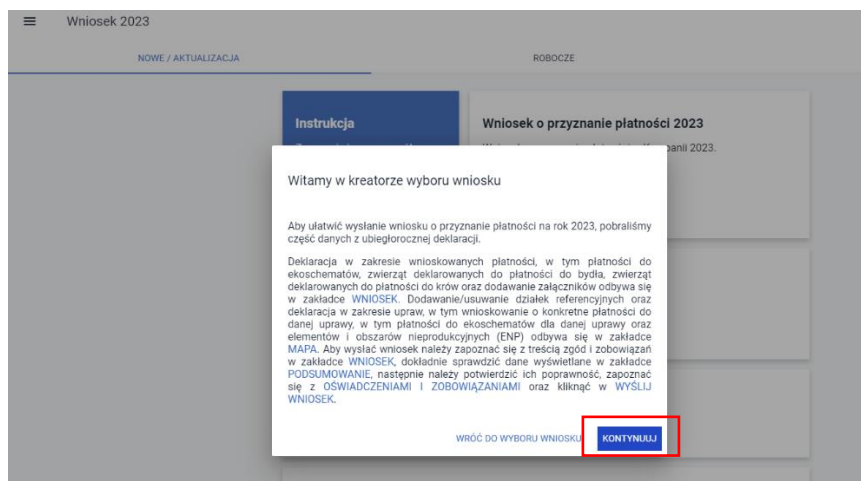 Wniosek 2023
NOWE / AKTUALIZACJA
ROBOCZE
Instrukcja
Wniosek o przyznanie płatności 2023
2023.
Witamy w kreatorze wyboru wniosku
Aby ułatwić wysłanie wniosku o przyznanie płatności na rok 2023, pobraliśmy
część danych z ubiegłorocznej deklaracji.
Deklaracja w zakresie wnioskowanych płatności, w tym płatności do
ekoschematów, zwierząt deklarowanych do płatności do bydła, zwierząt
deklarowanych do płatności do krów oraz dodawanie załączników odbywa się
w zakładce WNIOSEK. Dodawanie/usuwanie działek referencyjnych oraz
deklaracja w zakresie upraw, w tym wnioskowanie o konkretne płatności do
danej uprawy, w tym płatności do ekoschematów dla danej uprawy oraz
elementów i obszarów nieprodukcyjnych (ENP) odbywa się w zakładce
MAPA. Aby wysłać wniosek należy zapoznać się z treścią zgód i zobowiązań
w zakładce WNIOSEK, dokładnie sprawdzić dane wyświetlane w zakładce
PODSUMOWANIE, następnie należy potwierdzić ich poprawność, zapoznać
się z OŚWIADCZENIAMI I ZOBOWIĄZANIAMI oraz kliknąć w WYŚLIJ
WNIOSEK.
WRÓĆ DO WYBORU WNIOSKU
KONTYNUUJ